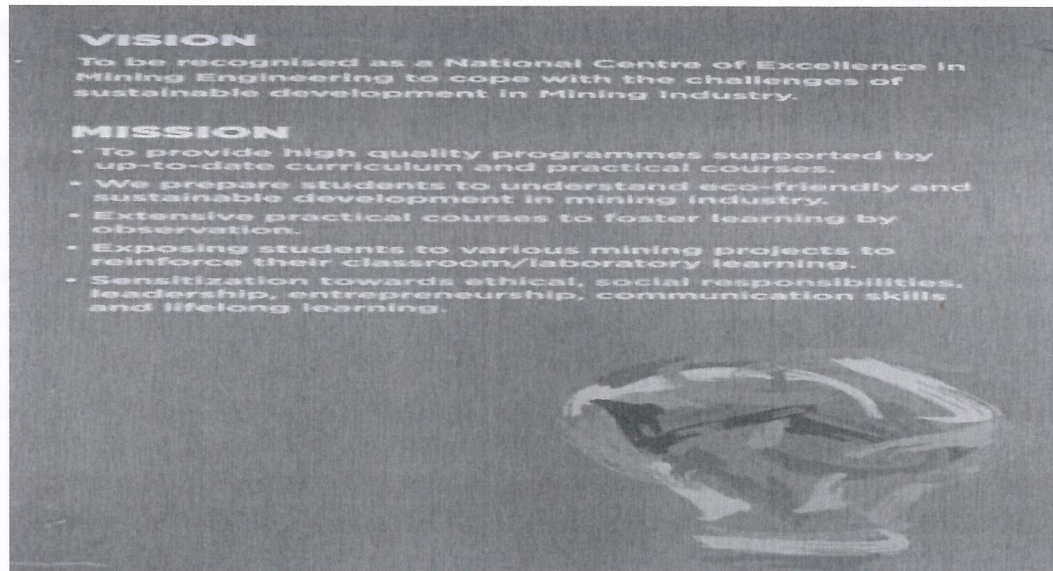 VISION
To be recognised as a National Centre of Excellence in
Mining Engineering to cope with the challenges of
sustainable development in Mining Industry.
MISSION
• To provide high quality programmes supported by
up-to-date curriculum and practical courses.
• We prepare students to understand eco-friendly and
sustainable development in mining industry.
• Extensive practical courses to foster learning by
observation.
• Exposing students to various mining projects to
reinforce their classroom/laboratory learning.
• Sensitization towards ethical, social responsibilities,
leadership, entrepreneurship, communication skills
and lifelong learning.